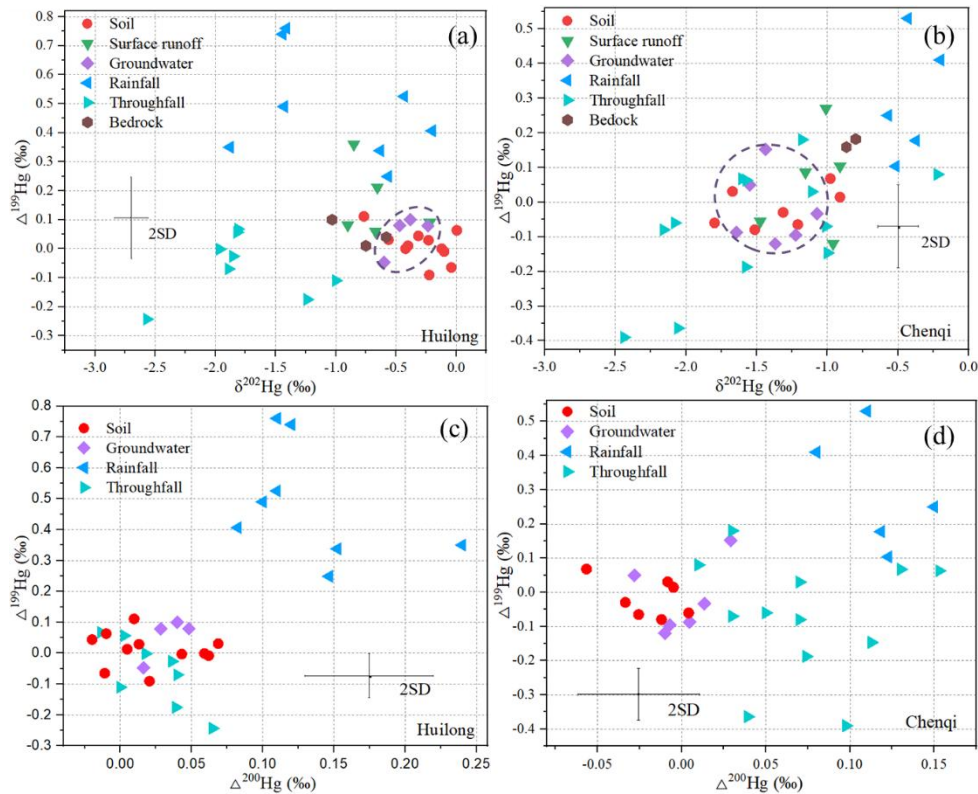 (a)
Soil
Surface runoff
Groundwater
Rainfall
Throughfall
Bedrock
2SD
Huilong
△¹⁹⁹Hg (‰)
0.8
0.7
0.6
0.5
0.4
0.3
0.2
0.1
0.0
-0.1
-0.2
-0.3
-3.0 -2.5 -2.0 -1.5 -1.0 -0.5 0.0
δ²⁰²Hg (‰)
(b)
Soil
Surface runoff
Groundwater
Rainfall
Throughfall
Bedock
2SD
Chenqi
△¹⁹⁹Hg (‰)
0.5
0.4
0.3
0.2
0.1
0.0
-0.1
-0.2
-0.3
-0.4
-3.0 -2.5 -2.0 -1.5 -1.0 -0.5 0.0
δ²⁰²Hg (‰)
(c)
Soil
Groundwater
Rainfall
Throughfall
2SD
Huilong
△¹⁹⁹Hg (‰)
0.8
0.7
0.6
0.5
0.4
0.3
0.2
0.1
0.0
-0.1
-0.2
-0.3
0.00 0.05 0.10 0.15 0.20 0.25
△²⁰⁰Hg (‰)
(d)
Soil
Groundwater
Rainfall
Throughfall
2SD
Chenqi
△¹⁹⁹Hg (‰)
0.5
0.4
0.3
0.2
0.1
0.0
-0.1
-0.2
-0.3
-0.4
-0.05 0.00 0.05 0.10 0.15
△²⁰⁰Hg (‰)